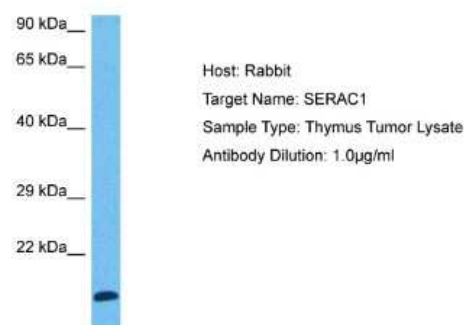 90 kDa
65 kDa
40 kDa
29 kDa
22 kDa
Host: Rabbit
Target Name: SERAC1
Sample Type: Thymus Tumor Lysate
Antibody Dilution: 1.0µg/ml